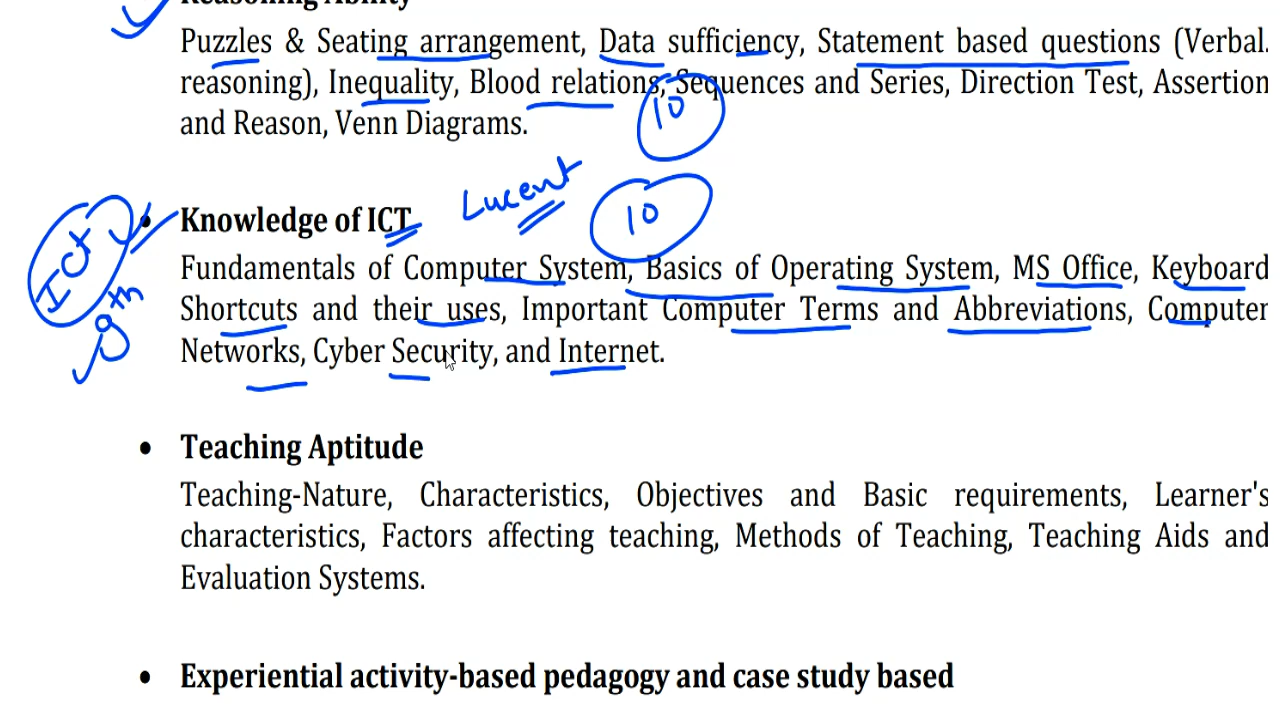 Reasoning Ability
Puzzles & Seating arrangement, Data sufficiency, Statement based questions (Verbal
reasoning), Inequality, Blood relations, Sequences and Series, Direction Test, Assertion
and Reason, Venn Diagrams.
10
Lucent
10
• Knowledge of ICT
ICT
9th
Fundamentals of Computer System, Basics of Operating System, MS Office, Keyboard
Shortcuts and their uses, Important Computer Terms and Abbreviations, Computer
Networks, Cyber Security, and Internet.
• Teaching Aptitude
Teaching-Nature, Characteristics, Objectives and Basic requirements, Learner's
characteristics, Factors affecting teaching, Methods of Teaching, Teaching Aids and
Evaluation Systems.
• Experiential activity-based pedagogy and case study based